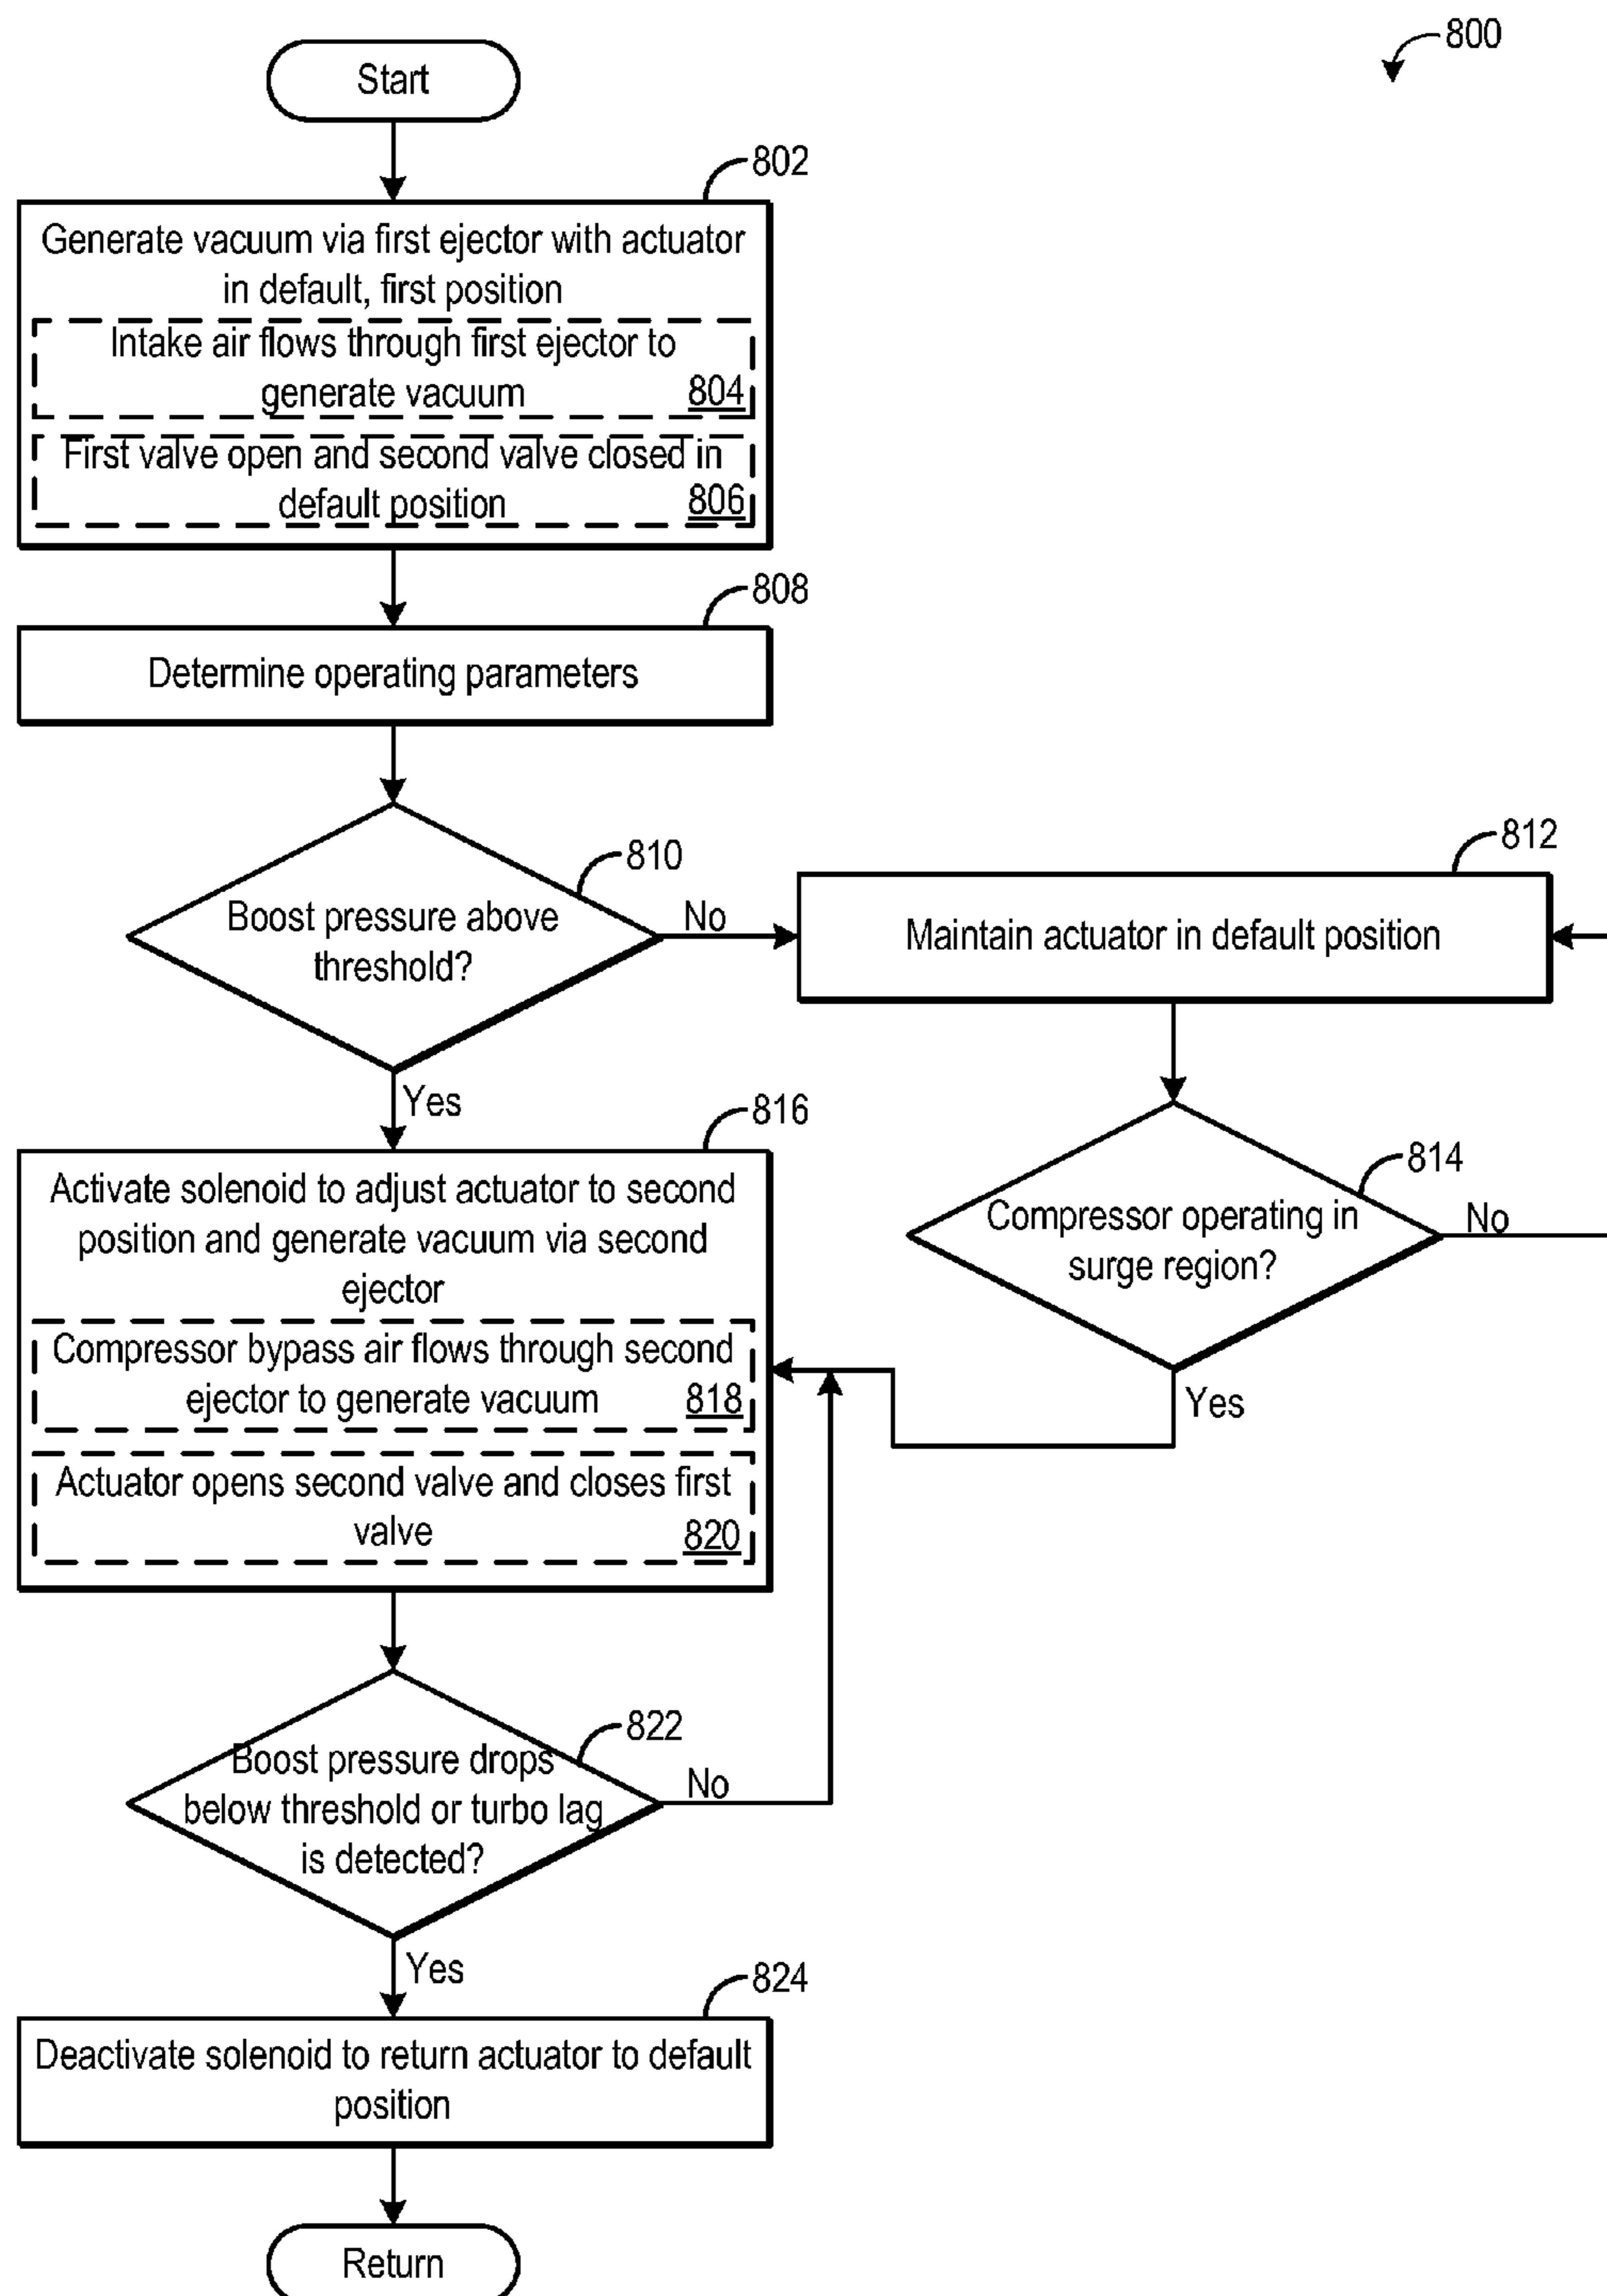 800
Start
802
Generate vacuum via first ejector with actuator
in default, first position
Intake air flows through first ejector to
generate vacuum 804
First valve open and second valve closed in
default position 806
808
Determine operating parameters
810
Boost pressure above
threshold?
No
Yes
812
Maintain actuator in default position
814
Compressor operating in
surge region?
No
Yes
816
Activate solenoid to adjust actuator to second
position and generate vacuum via second
ejector
Compressor bypass air flows through second
ejector to generate vacuum 818
Actuator opens second valve and closes first
valve 820
822
Boost pressure drops
below threshold or turbo lag
is detected?
No
Yes
824
Deactivate solenoid to return actuator to default
position
Return